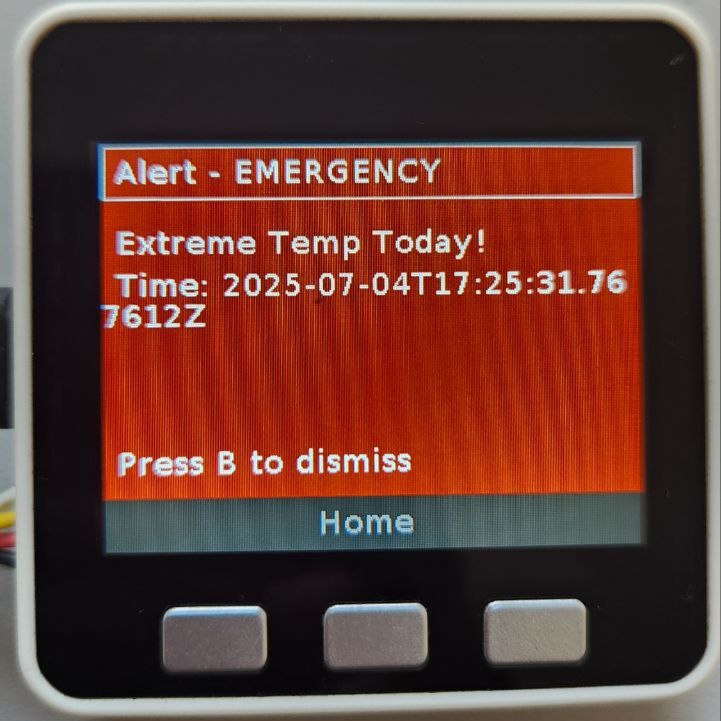 Alert - EMERGENCY
Extreme Temp Today!
Time: 2025-07-04T17:25:31.76
7612Z
Press B to dismiss
Home